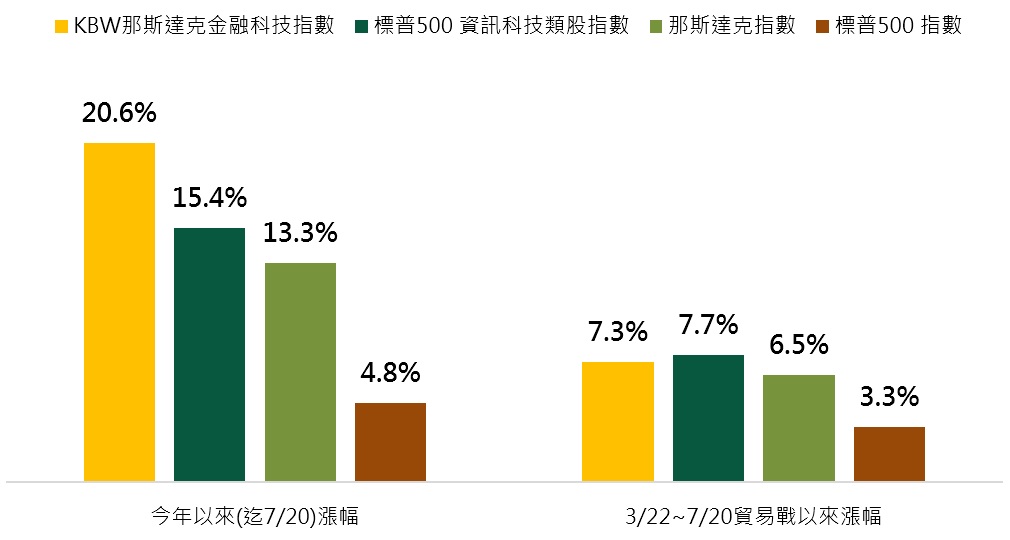 KBW那斯達克金融科技指數 標普500 資訊科技類股指數 那斯達克指數 標普500 指數
20.6%
15.4%
13.3%
4.8%
7.3%
7.7%
6.5%
3.3%
今年以來(迄7/20)漲幅
3/22~7/20貿易戰以來漲幅